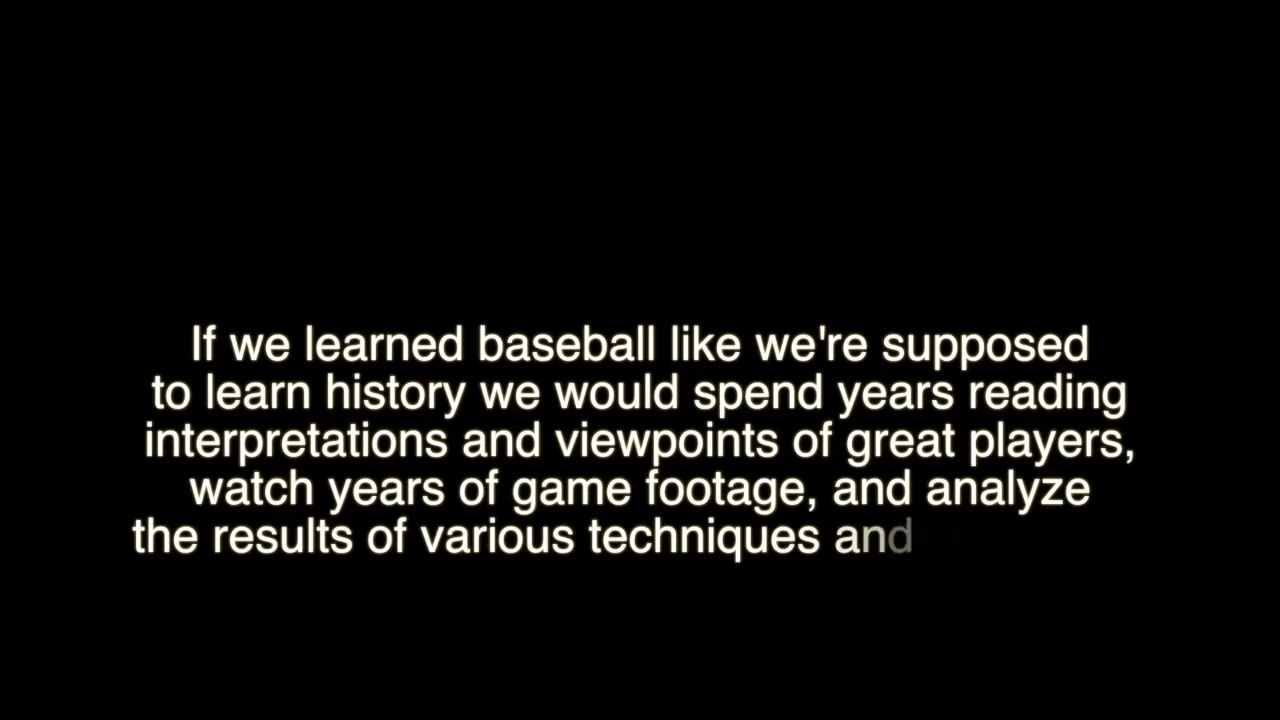 If we learned baseball like we're supposed
to learn history we would spend years reading
interpretations and viewpoints of great players,
watch years of game footage, and analyze
the results of various techniques and